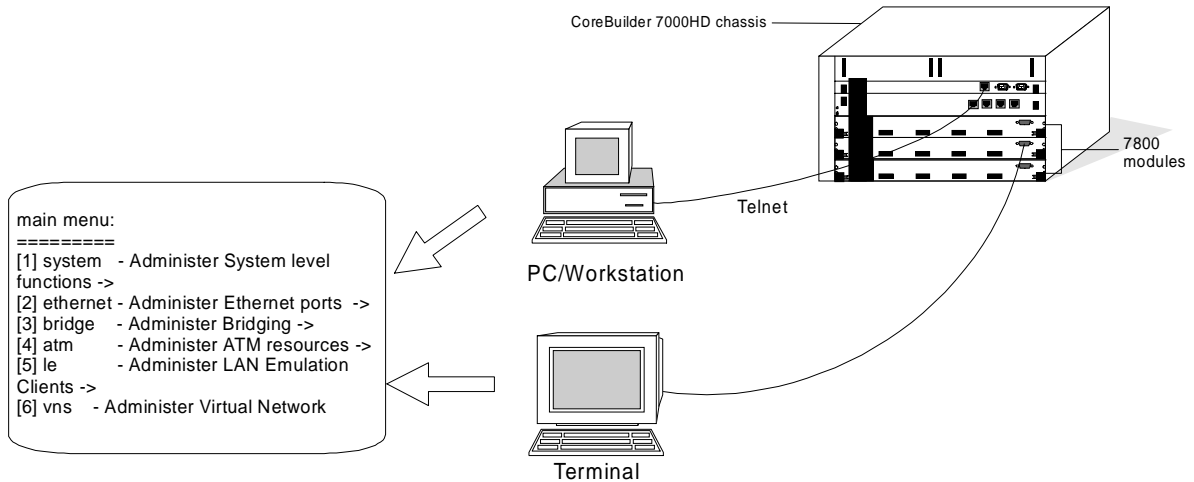 CoreBuilder 7000HD chassis
7800
modules
Telnet
PC/Workstation
main menu:
=========
[1] system - Administer System level
functions ->
[2] ethernet - Administer Ethernet ports ->
[3] bridge - Administer Bridging ->
[4] atm - Administer ATM resources ->
[5] le - Administer LAN Emulation
Clients ->
[6] vns - Administer Virtual Network
Terminal